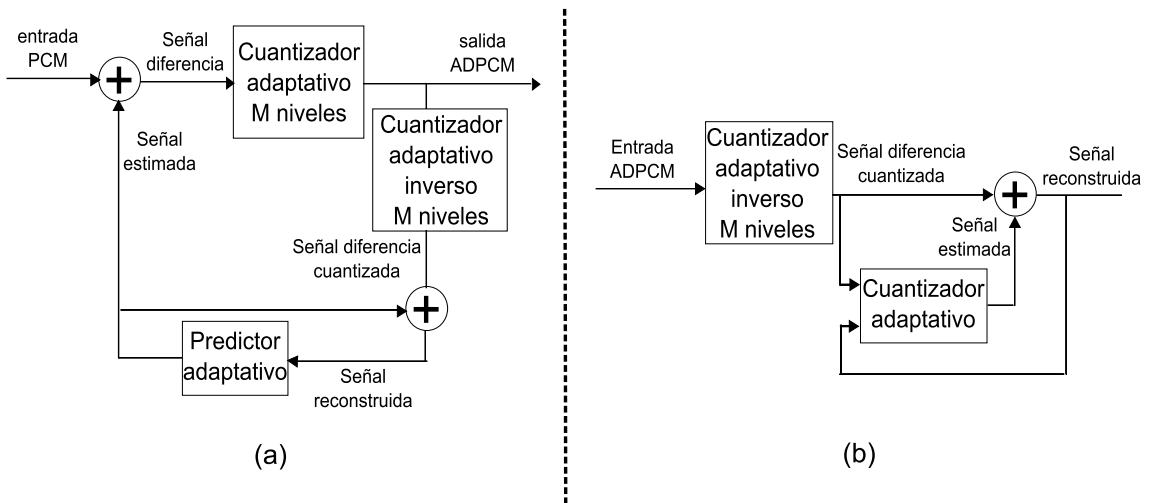 entrada
PCM
+
Señal
diferencia
Cuantizador
adaptativo
M niveles
salida
ADPCM
Señal
estimada
Cuantizador
adaptativo
inverso
M niveles
Señal diferencia
cuantizada
+
Predictor
adaptativo
Señal
reconstruida
(a)
Entrada
ADPCM
Cuantizador
adaptativo
inverso
M niveles
Señal diferencia
cuantizada
+
Señal
reconstruida
Señal
estimada
Cuantizador
adaptativo
(b)